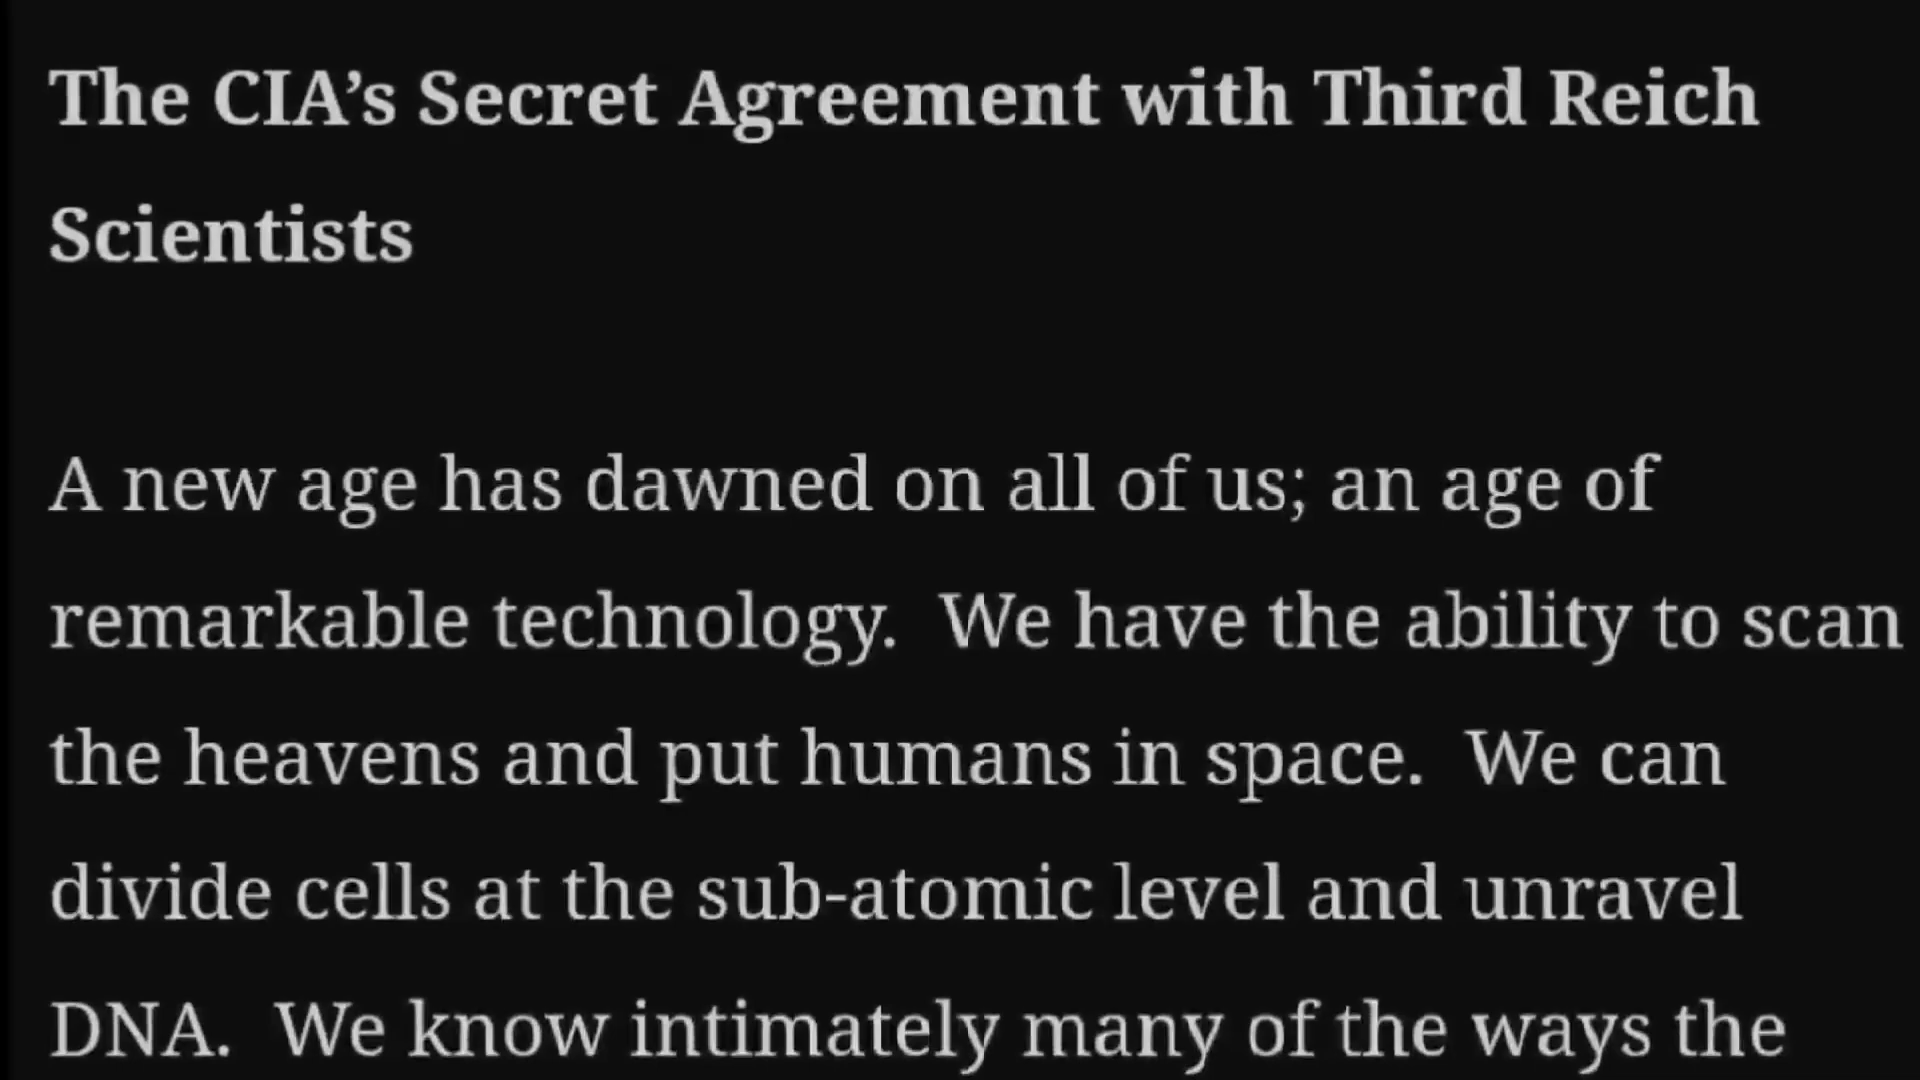 The CIA’s Secret Agreement with Third Reich
Scientists
A new age has dawned on all of us; an age of
remarkable technology.  We have the ability to scan
the heavens and put humans in space.  We can
divide cells at the sub-atomic level and unravel
DNA.  We know intimately many of the ways the